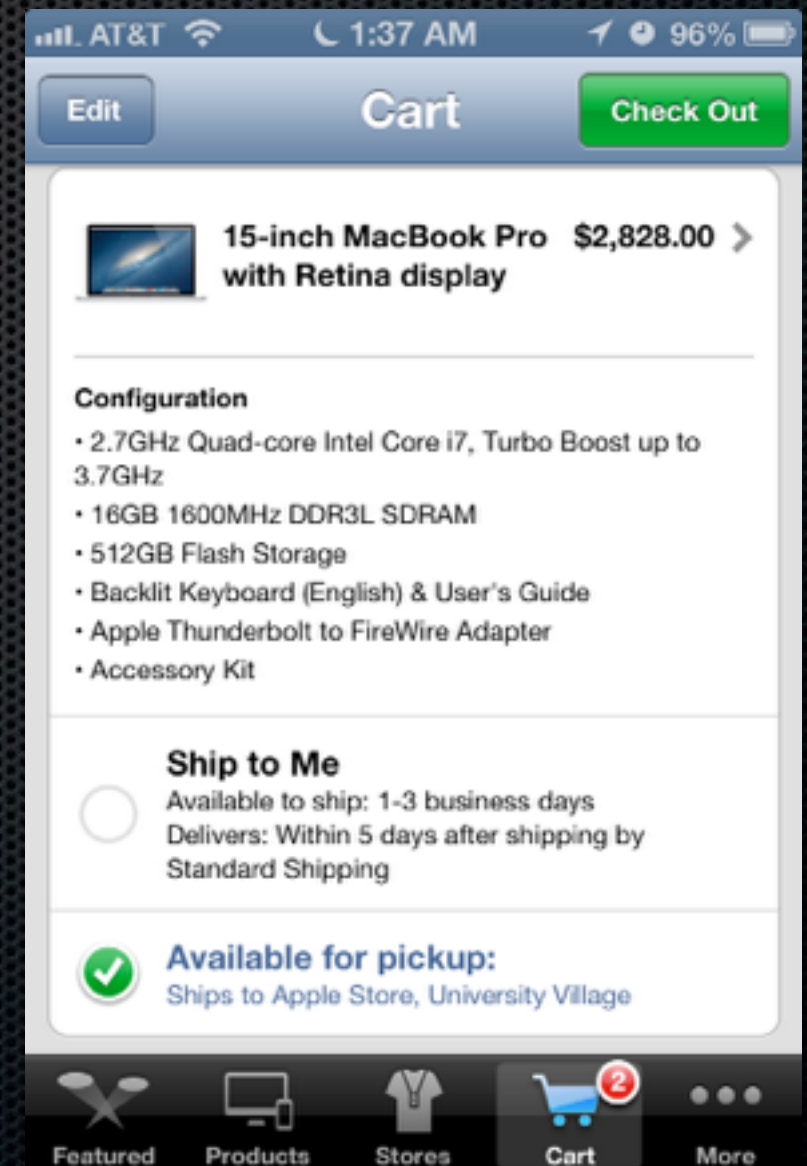 AT&T 1:37 AM 96%
Edit Cart Check Out
15-inch MacBook Pro $2,828.00
with Retina display
Configuration
• 2.7GHz Quad-core Intel Core i7, Turbo Boost up to
3.7GHz
• 16GB 1600MHz DDR3L SDRAM
• 512GB Flash Storage
• Backlit Keyboard (English) & User's Guide
• Apple Thunderbolt to FireWire Adapter
• Accessory Kit
Ship to Me
Available to ship: 1-3 business days
Delivers: Within 5 days after shipping by
Standard Shipping
Available for pickup:
Ships to Apple Store, University Village
2
Featured Products Stores Cart More